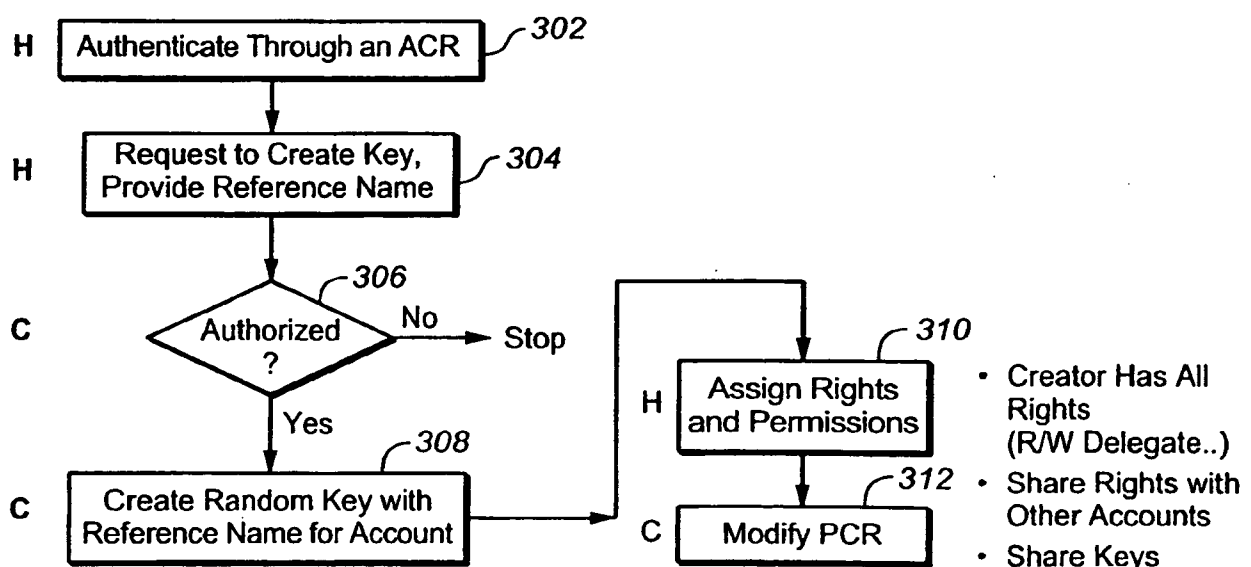 H
Authenticate Through an ACR
302
H
Request to Create Key,
Provide Reference Name
304
306
C
Authorized
?
No
Stop
Yes
308
C
Create Random Key with
Reference Name for Account
310
H
Assign Rights
and Permissions
312
C
Modify PCR
• Creator Has All
Rights
(R/W Delegate..)
• Share Rights with
Other Accounts
• Share Keys